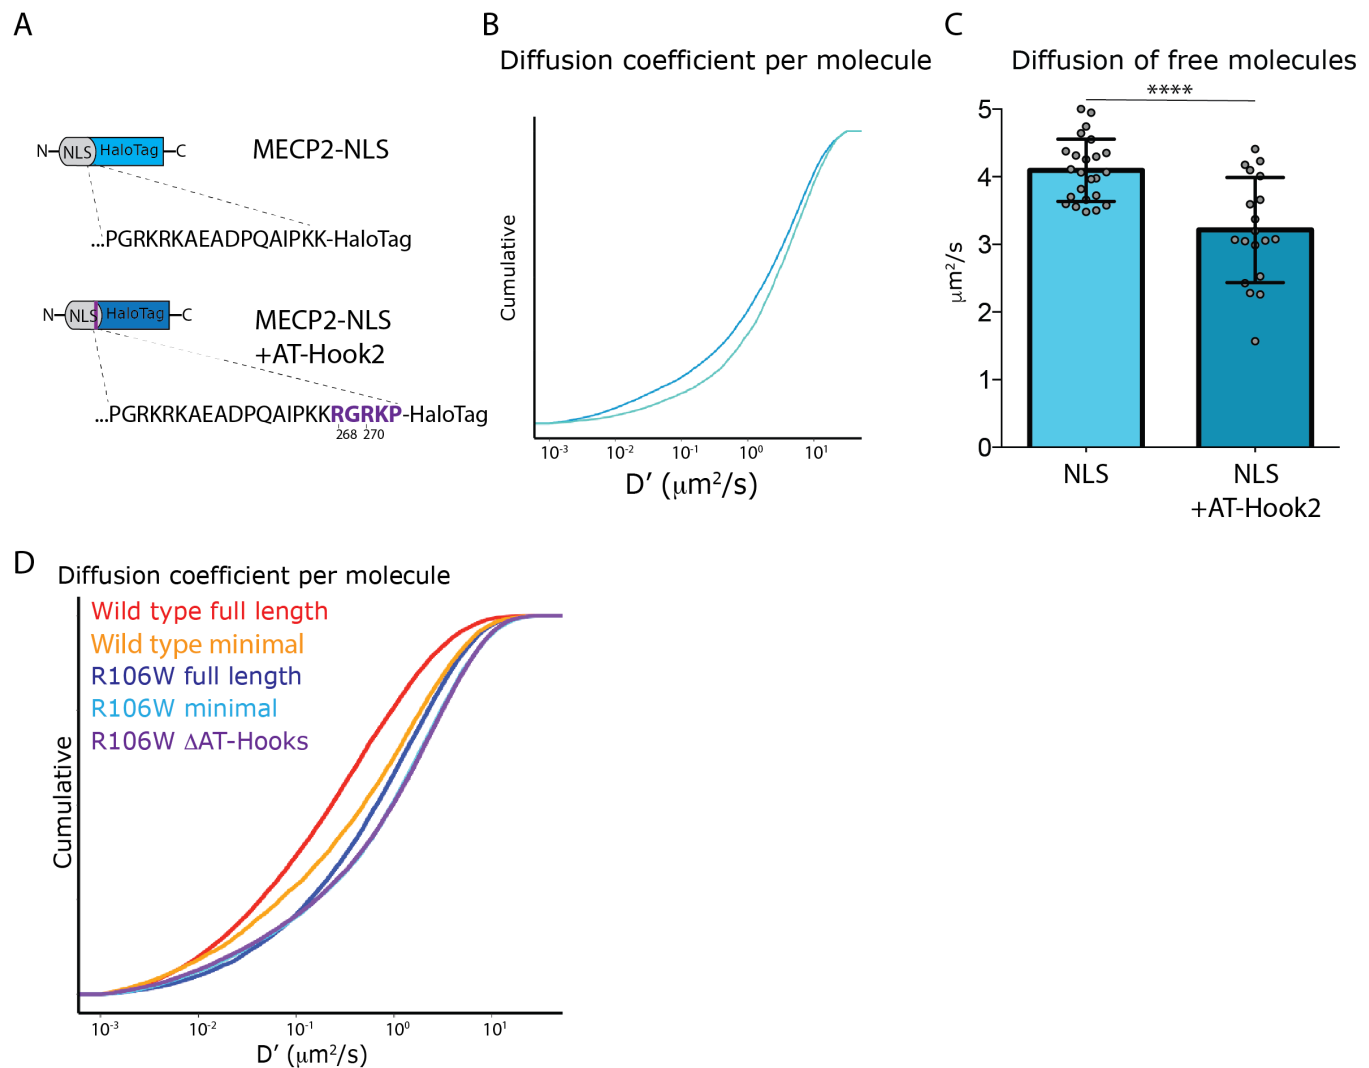 A
N
NLS
HaloTag
C
MECP2-NLS
...PGRKRKAEADPQAIPKK-HaloTag
N
NLS
HaloTag
C
MECP2-NLS
+AT-Hook2
...PGRKRKAEADPQAIPKKRGRKP-HaloTag
268 270
B
Diffusion coefficient per molecule
Cumulative
10-3 10-2 10-1 100 101
D′ (μm2/s)
C
Diffusion of free molecules
****
5
4
3
2
1
0
μm2/s
NLS
NLS
+AT-Hook2
D
Diffusion coefficient per molecule
Wild type full length
Wild type minimal
R106W full length
R106W minimal
R106W ΔAT-Hooks
Cumulative
10-3 10-2 10-1 100 101
D′ (μm2/s)